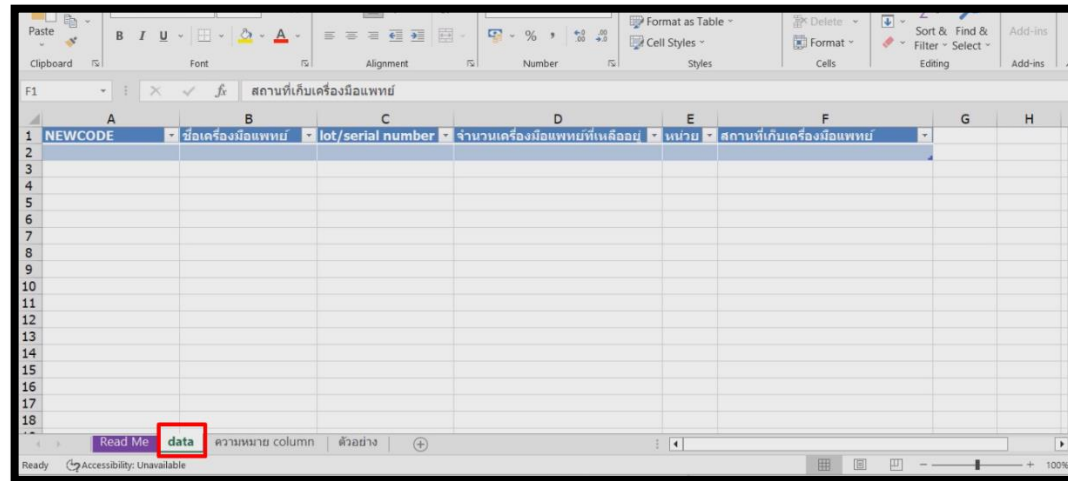 Format as Table
Delete
Paste
B I U A
% ,
Cell Styles
Format
Sort & Find &
Filter Select
Add-ins
Clipboard Font Alignment Number Styles Cells Editing Add-ins
F1 fx สถานที่เก็บเครื่องมือแพทย์
A B C D E F G H
1 NEWCODE ชื่อเครื่องมือแพทย์ lot/serial number จำนวนเครื่องมือแพทย์ที่เหลืออยู่ หน่วย สถานที่เก็บเครื่องมือแพทย์
2
3
4
5
6
7
8
9
10
11
12
13
14
15
16
17
18
Read Me data ความหมาย column ตัวอย่าง
Ready Accessibility: Unavailable 100%